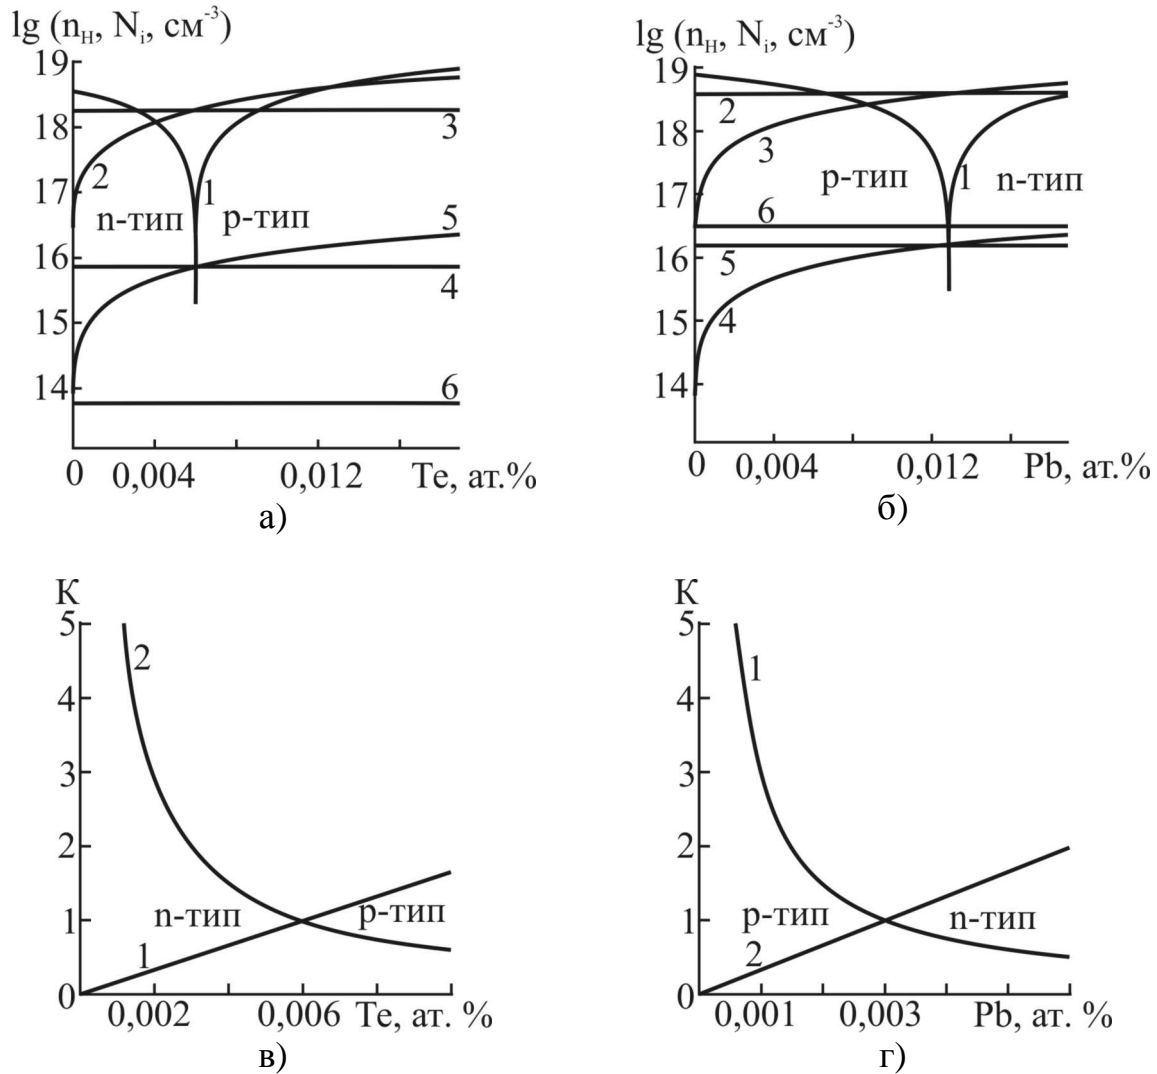 lg (nН, Ni, см-3)
19
18
17
16
15
14
3
2
1
n-тип
p-тип
5
4
6
0
0,004
0,012
Te, ат.%
а)
lg (nН, Ni, см-3)
19
18
17
16
15
14
2
3
p-тип
1
n-тип
6
5
4
0
0,004
0,012
Pb, ат.%
б)
К
5
4
3
2
1
0
2
n-тип
p-тип
1
0,002
0,006
Te, ат. %
в)
К
5
4
3
2
1
0
1
p-тип
n-тип
2
0,001
0,003
Pb, ат. %
г)